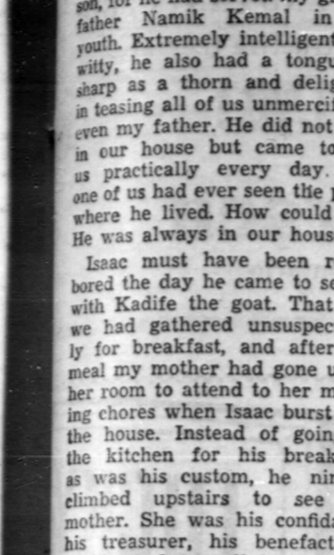 son, for he had served my g
father Namik Kemal in
youth. Extremely intelligent
witty, he also had a tongu
sharp as a thorn and delig
in teasing all of us unmercif
even my father. He did not
in our house but came to
us practically every day.
one of us had ever seen the p
where he lived. How could
He was always in our hous
Isaac must have been r
bored the day he came to se
with Kadife the goat. That
we had gathered unsuspec
ly for breakfast, and after
meal my mother had gone u
her room to attend to her m
ing chores when Isaac burst
the house. Instead of goin
the kitchen for his break
as was his custom, he nim
climbed upstairs to see
mother. She was his confid
his treasurer, his benefact